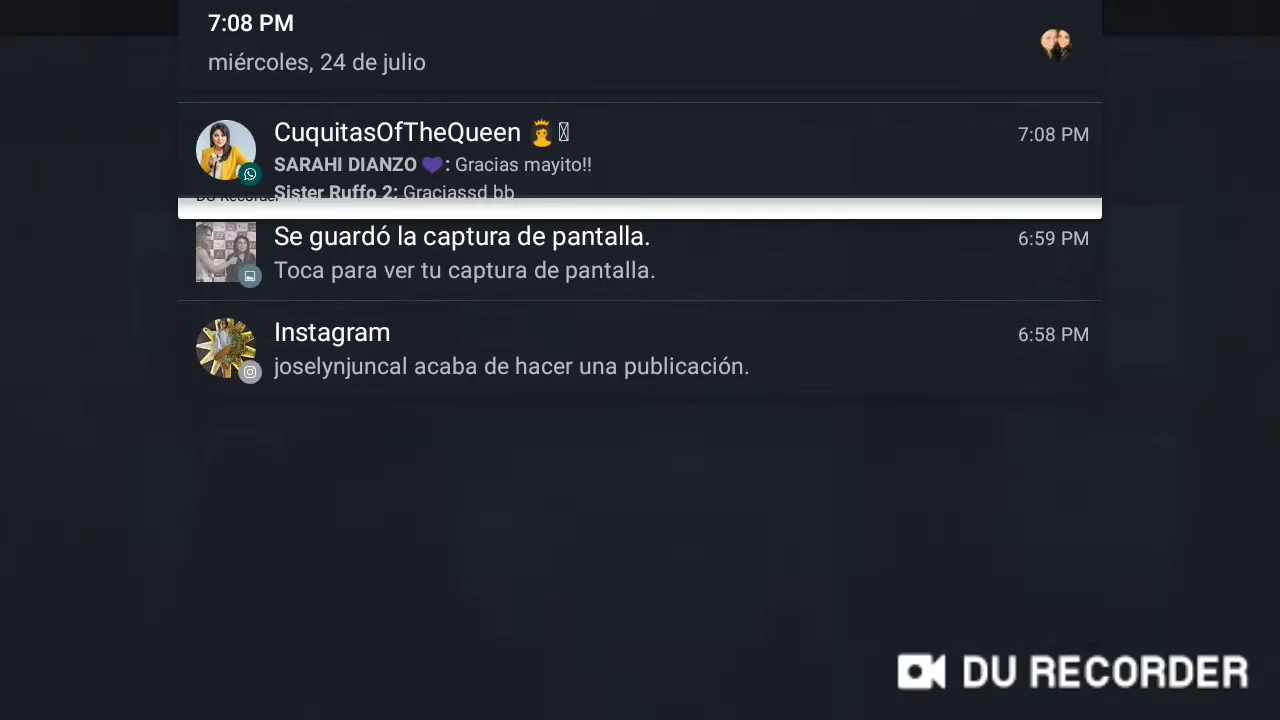 7:08 PM
miércoles, 24 de julio
CuquitasOfTheQueen 👸
7:08 PM
SARAHI DIANZO 💜: Gracias mayito!!
Sister Ruffo 2: Graciassd bb
DU Recorder
Se guardó la captura de pantalla.
6:59 PM
Toca para ver tu captura de pantalla.
Instagram
6:58 PM
joselynjuncal acaba de hacer una publicación.
DU RECORDER